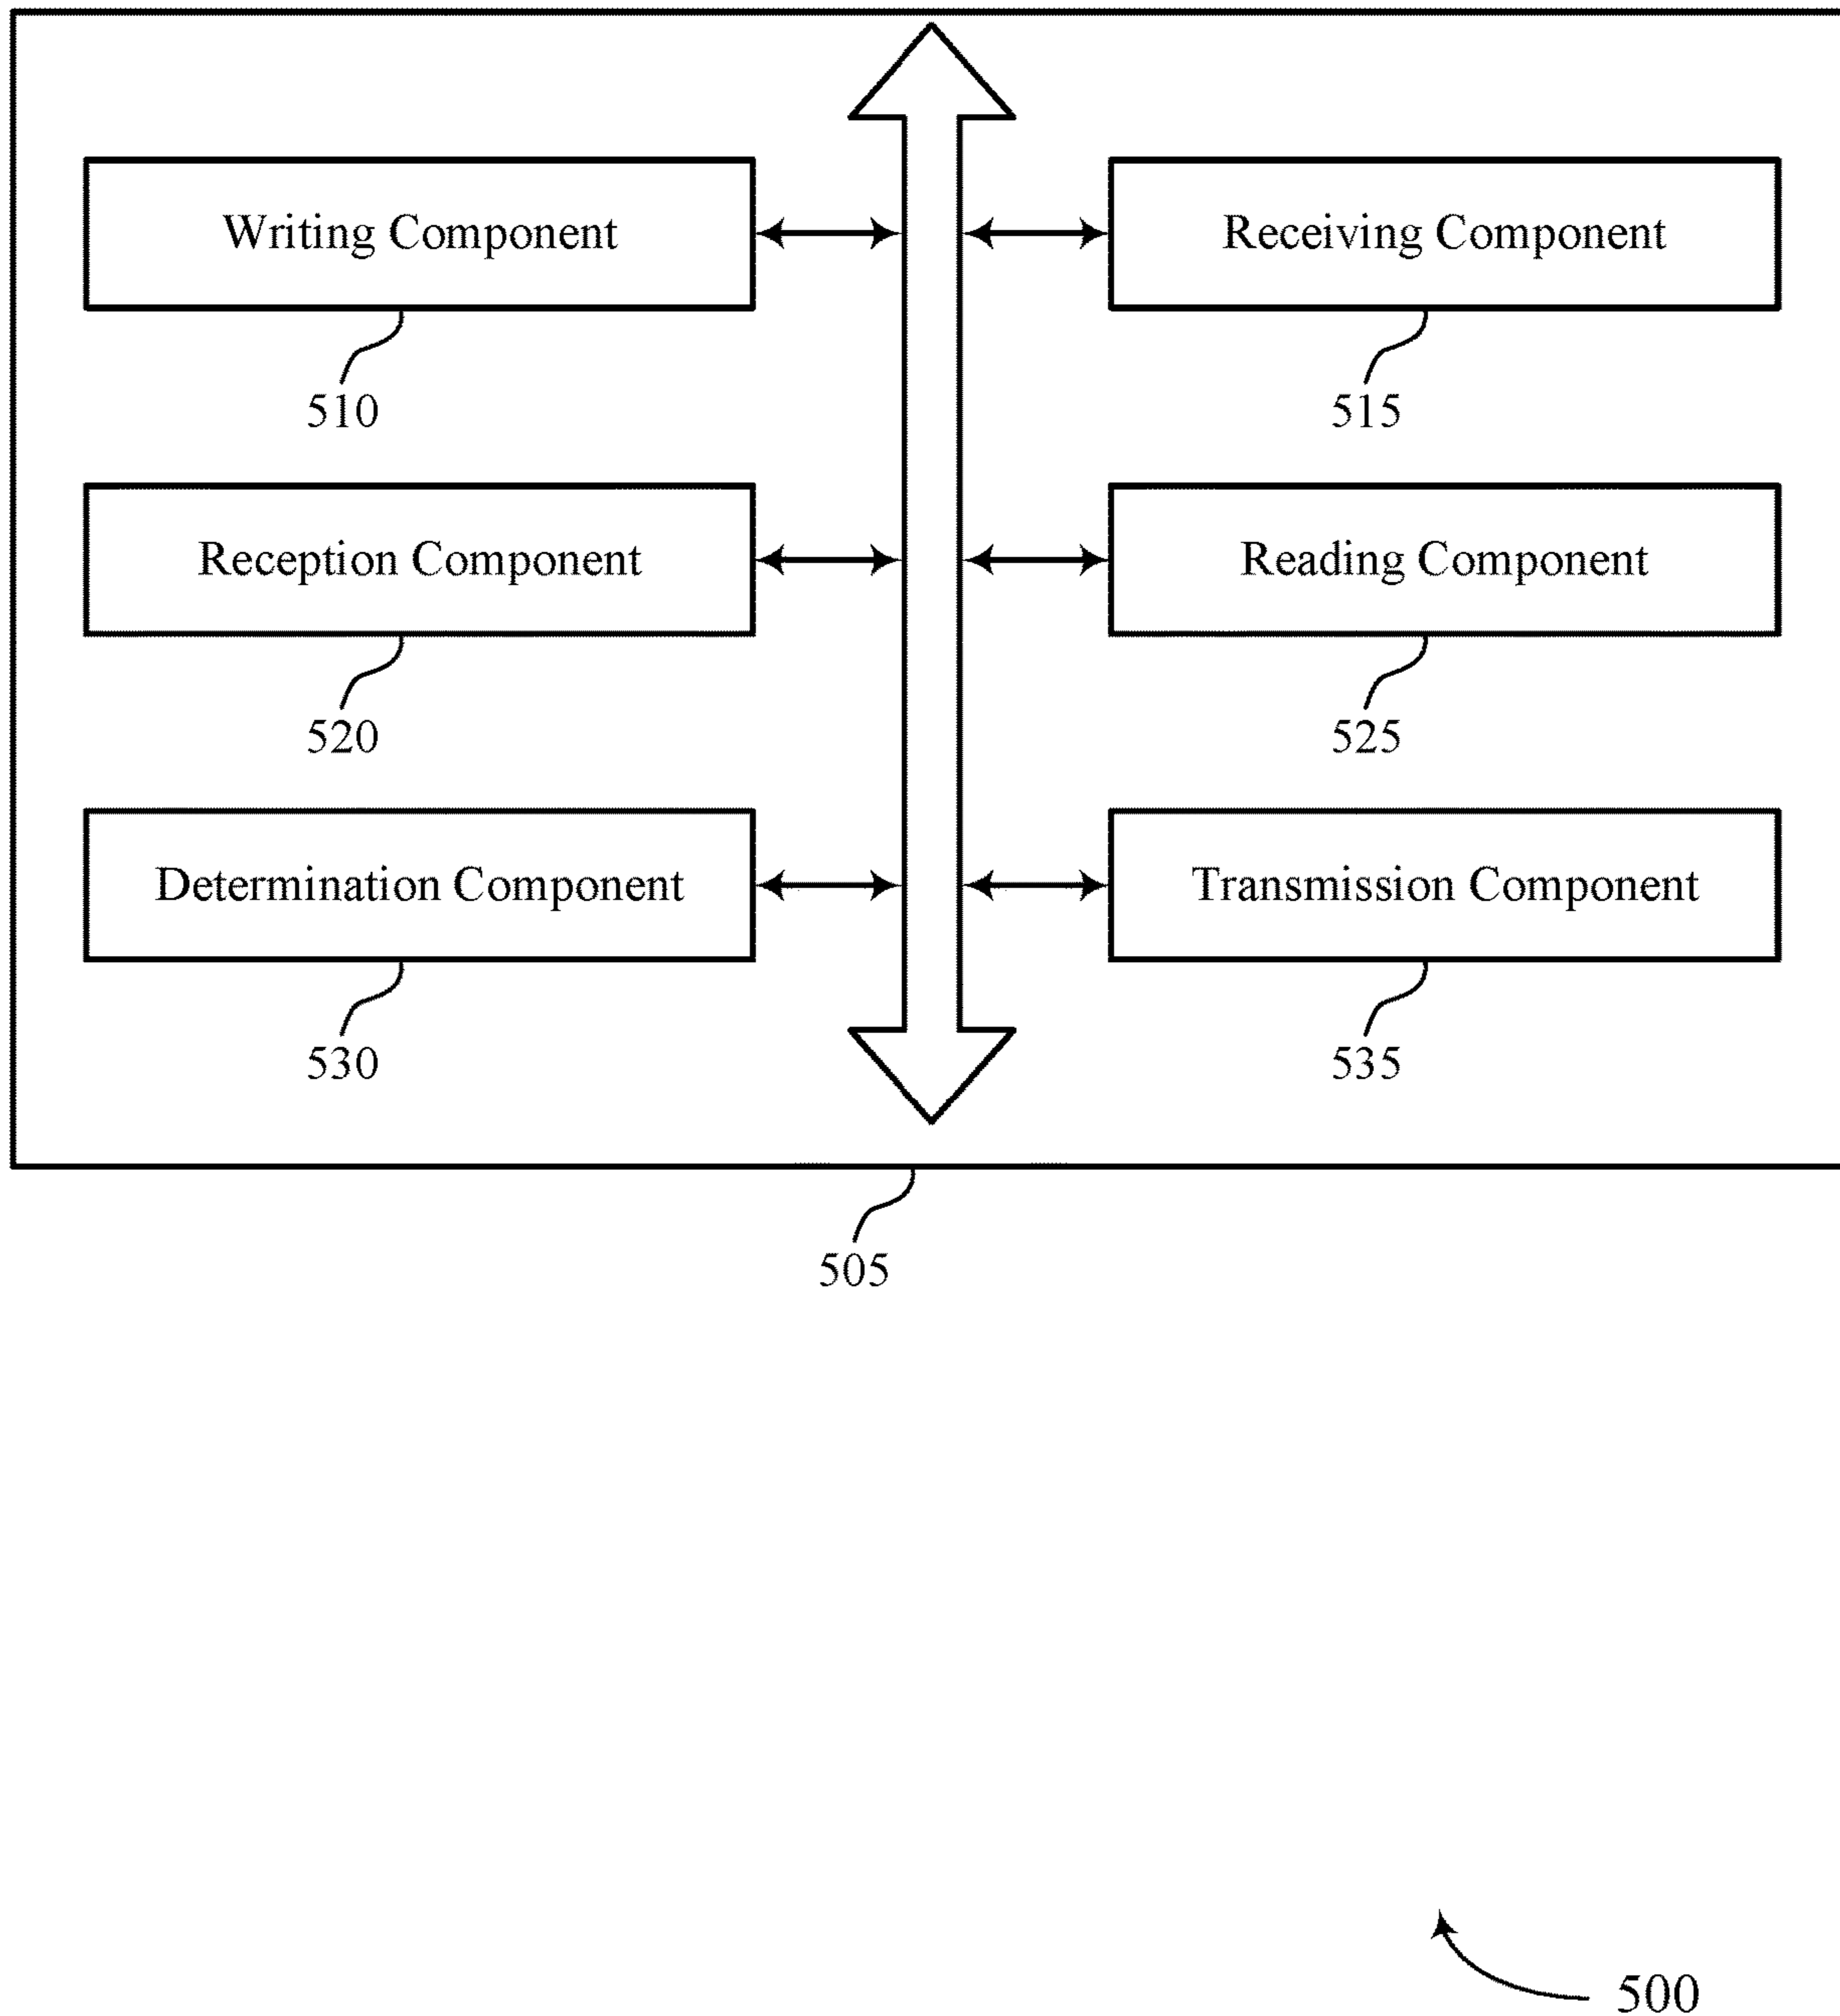 Writing Component
Receiving Component
510
515
Reception Component
Reading Component
520
525
Determination Component
Transmission Component
530
535
505
500